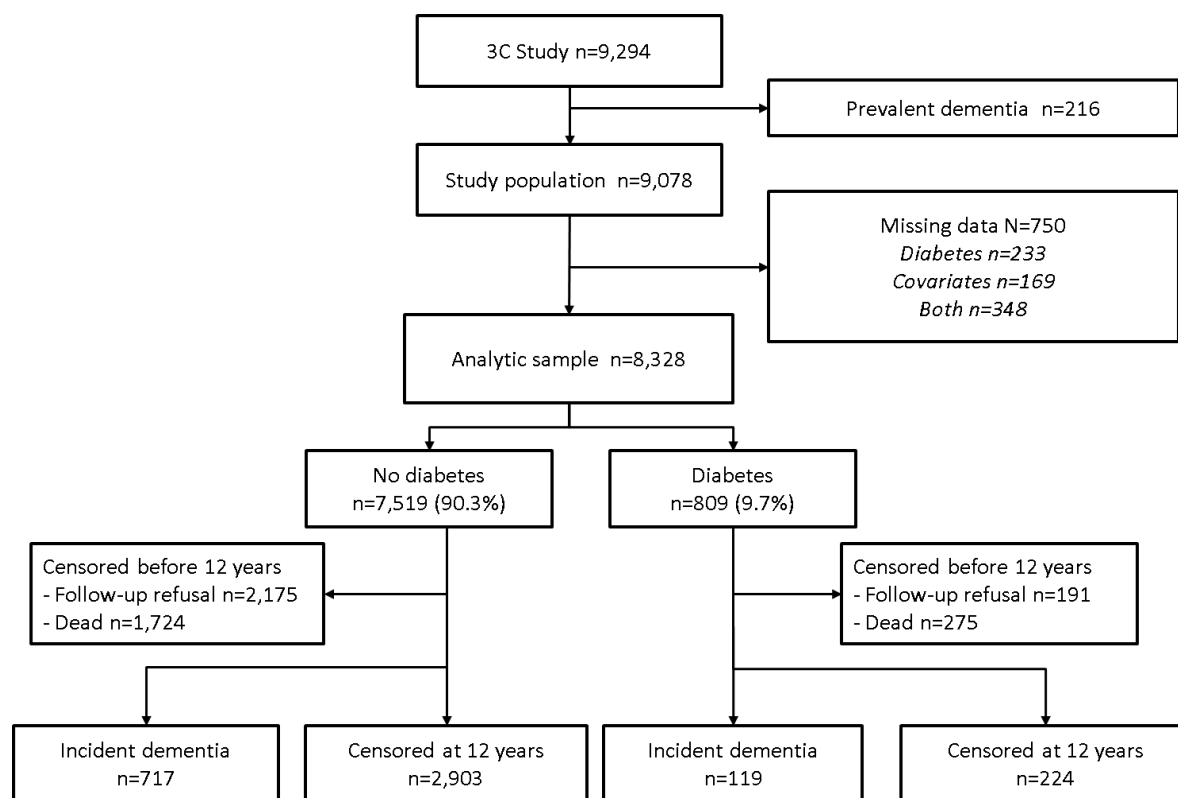 3C Study n=9,294
Prevalent dementia n=216
Study population n=9,078
Missing data N=750
Diabetes n=233
Covariates n=169
Both n=348
Analytic sample n=8,328
No diabetes
n=7,519 (90.3%)
Diabetes
n=809 (9.7%)
Censored before 12 years
- Follow-up refusal n=2,175
- Dead n=1,724
Censored before 12 years
- Follow-up refusal n=191
- Dead n=275
Incident dementia
n=717
Censored at 12 years
n=2,903
Incident dementia
n=119
Censored at 12 years
n=224